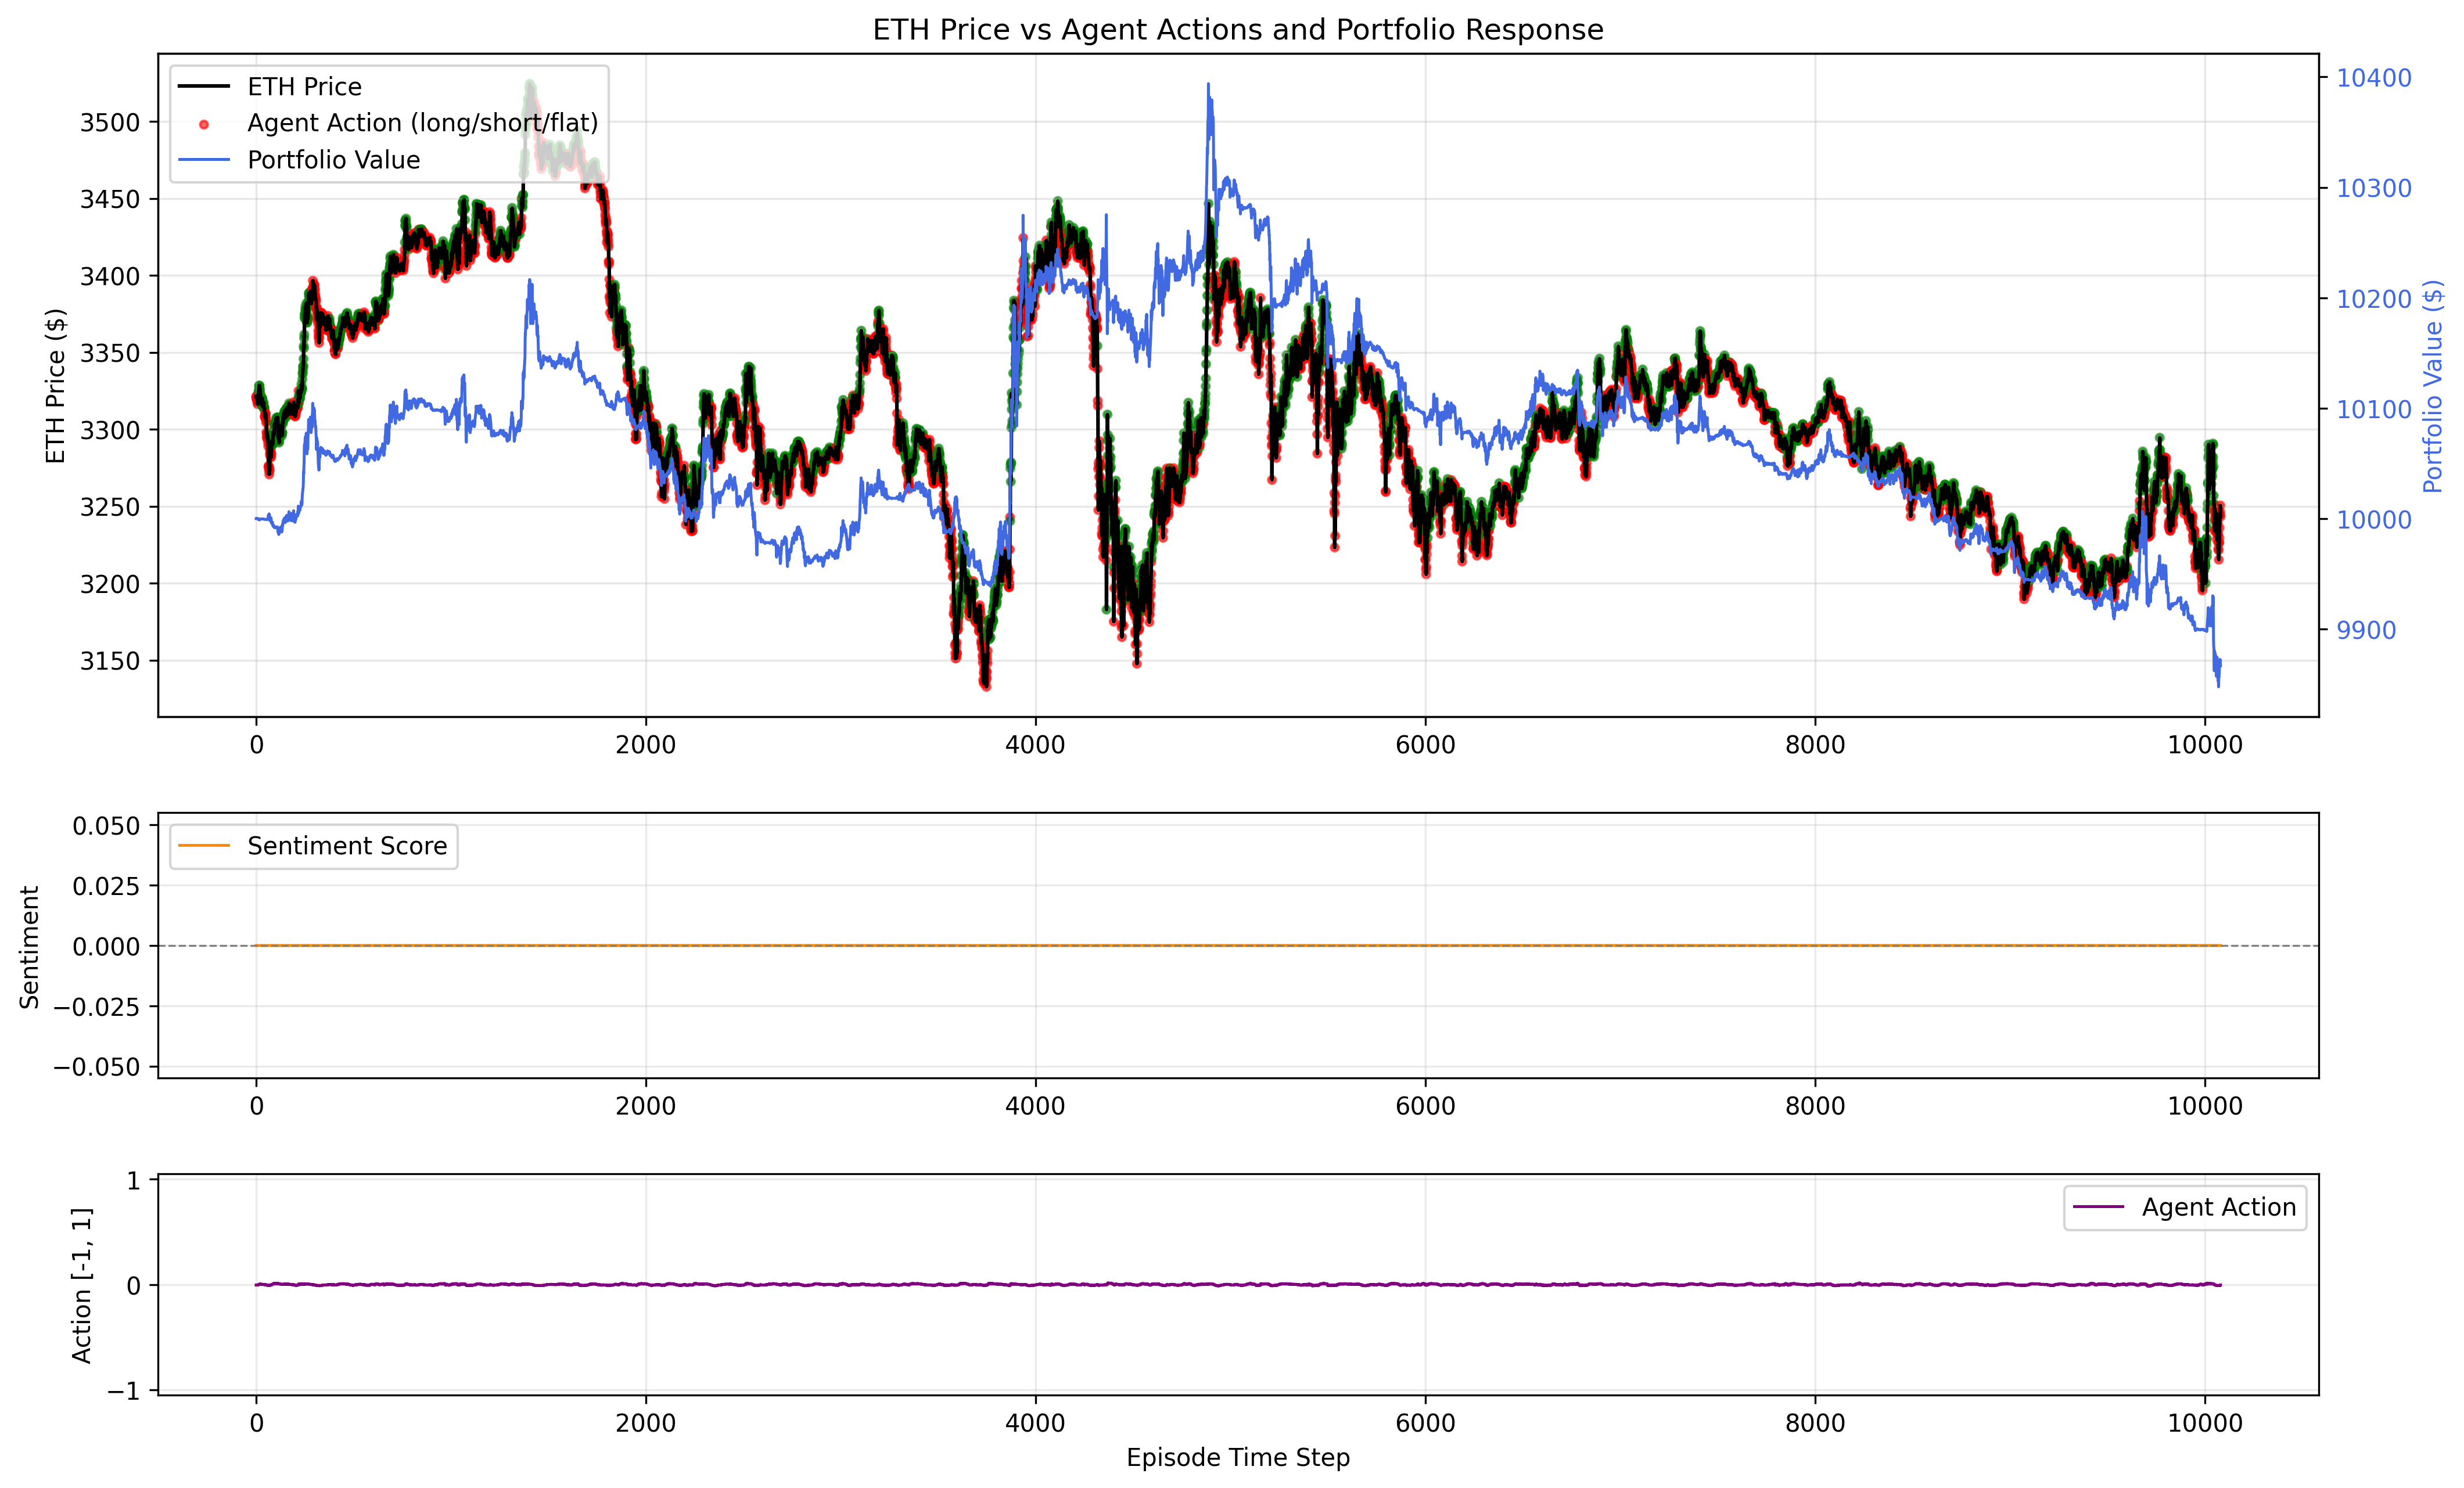 ETH Price vs Agent Actions and Portfolio Response
ETH Price
Agent Action (long/short/flat)
Portfolio Value
ETH Price ($)
3500
3450
3400
3350
3300
3250
3200
3150
10400
10300
10200
10100
10000
9900
Portfolio Value ($)
0 2000 4000 6000 8000 10000
Sentiment Score
Sentiment
0.050
0.025
0.000
−0.025
−0.050
0 2000 4000 6000 8000 10000
Agent Action
Action [-1, 1]
1
0
−1
0 2000 4000 6000 8000 10000
Episode Time Step